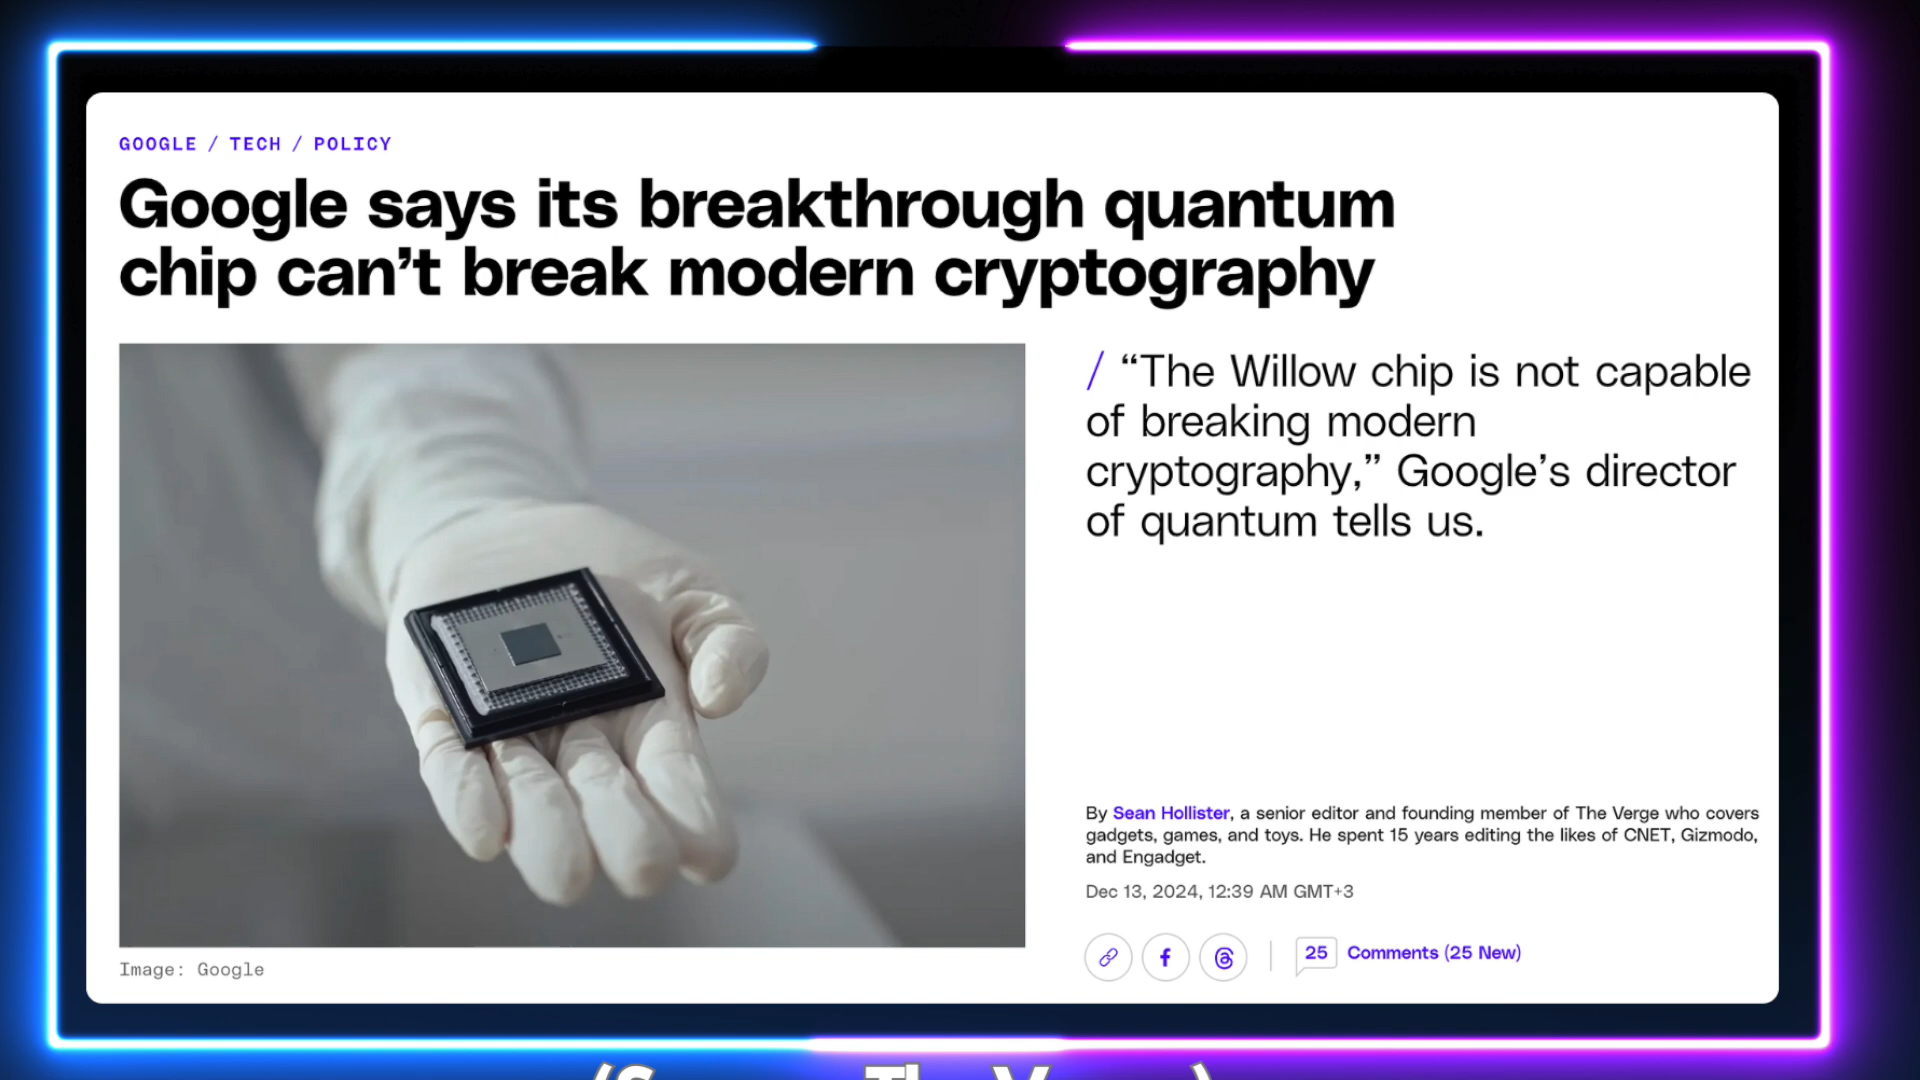 GOOGLE / TECH / POLICY
Google says its breakthrough quantum
chip can’t break modern cryptography
/ “The Willow chip is not capable
of breaking modern
cryptography,” Google’s director
of quantum tells us.
By Sean Hollister, a senior editor and founding member of The Verge who covers
gadgets, games, and toys. He spent 15 years editing the likes of CNET, Gizmodo,
and Engadget.
Dec 13, 2024, 12:39 AM GMT+3
25 Comments (25 New)
Image: Google